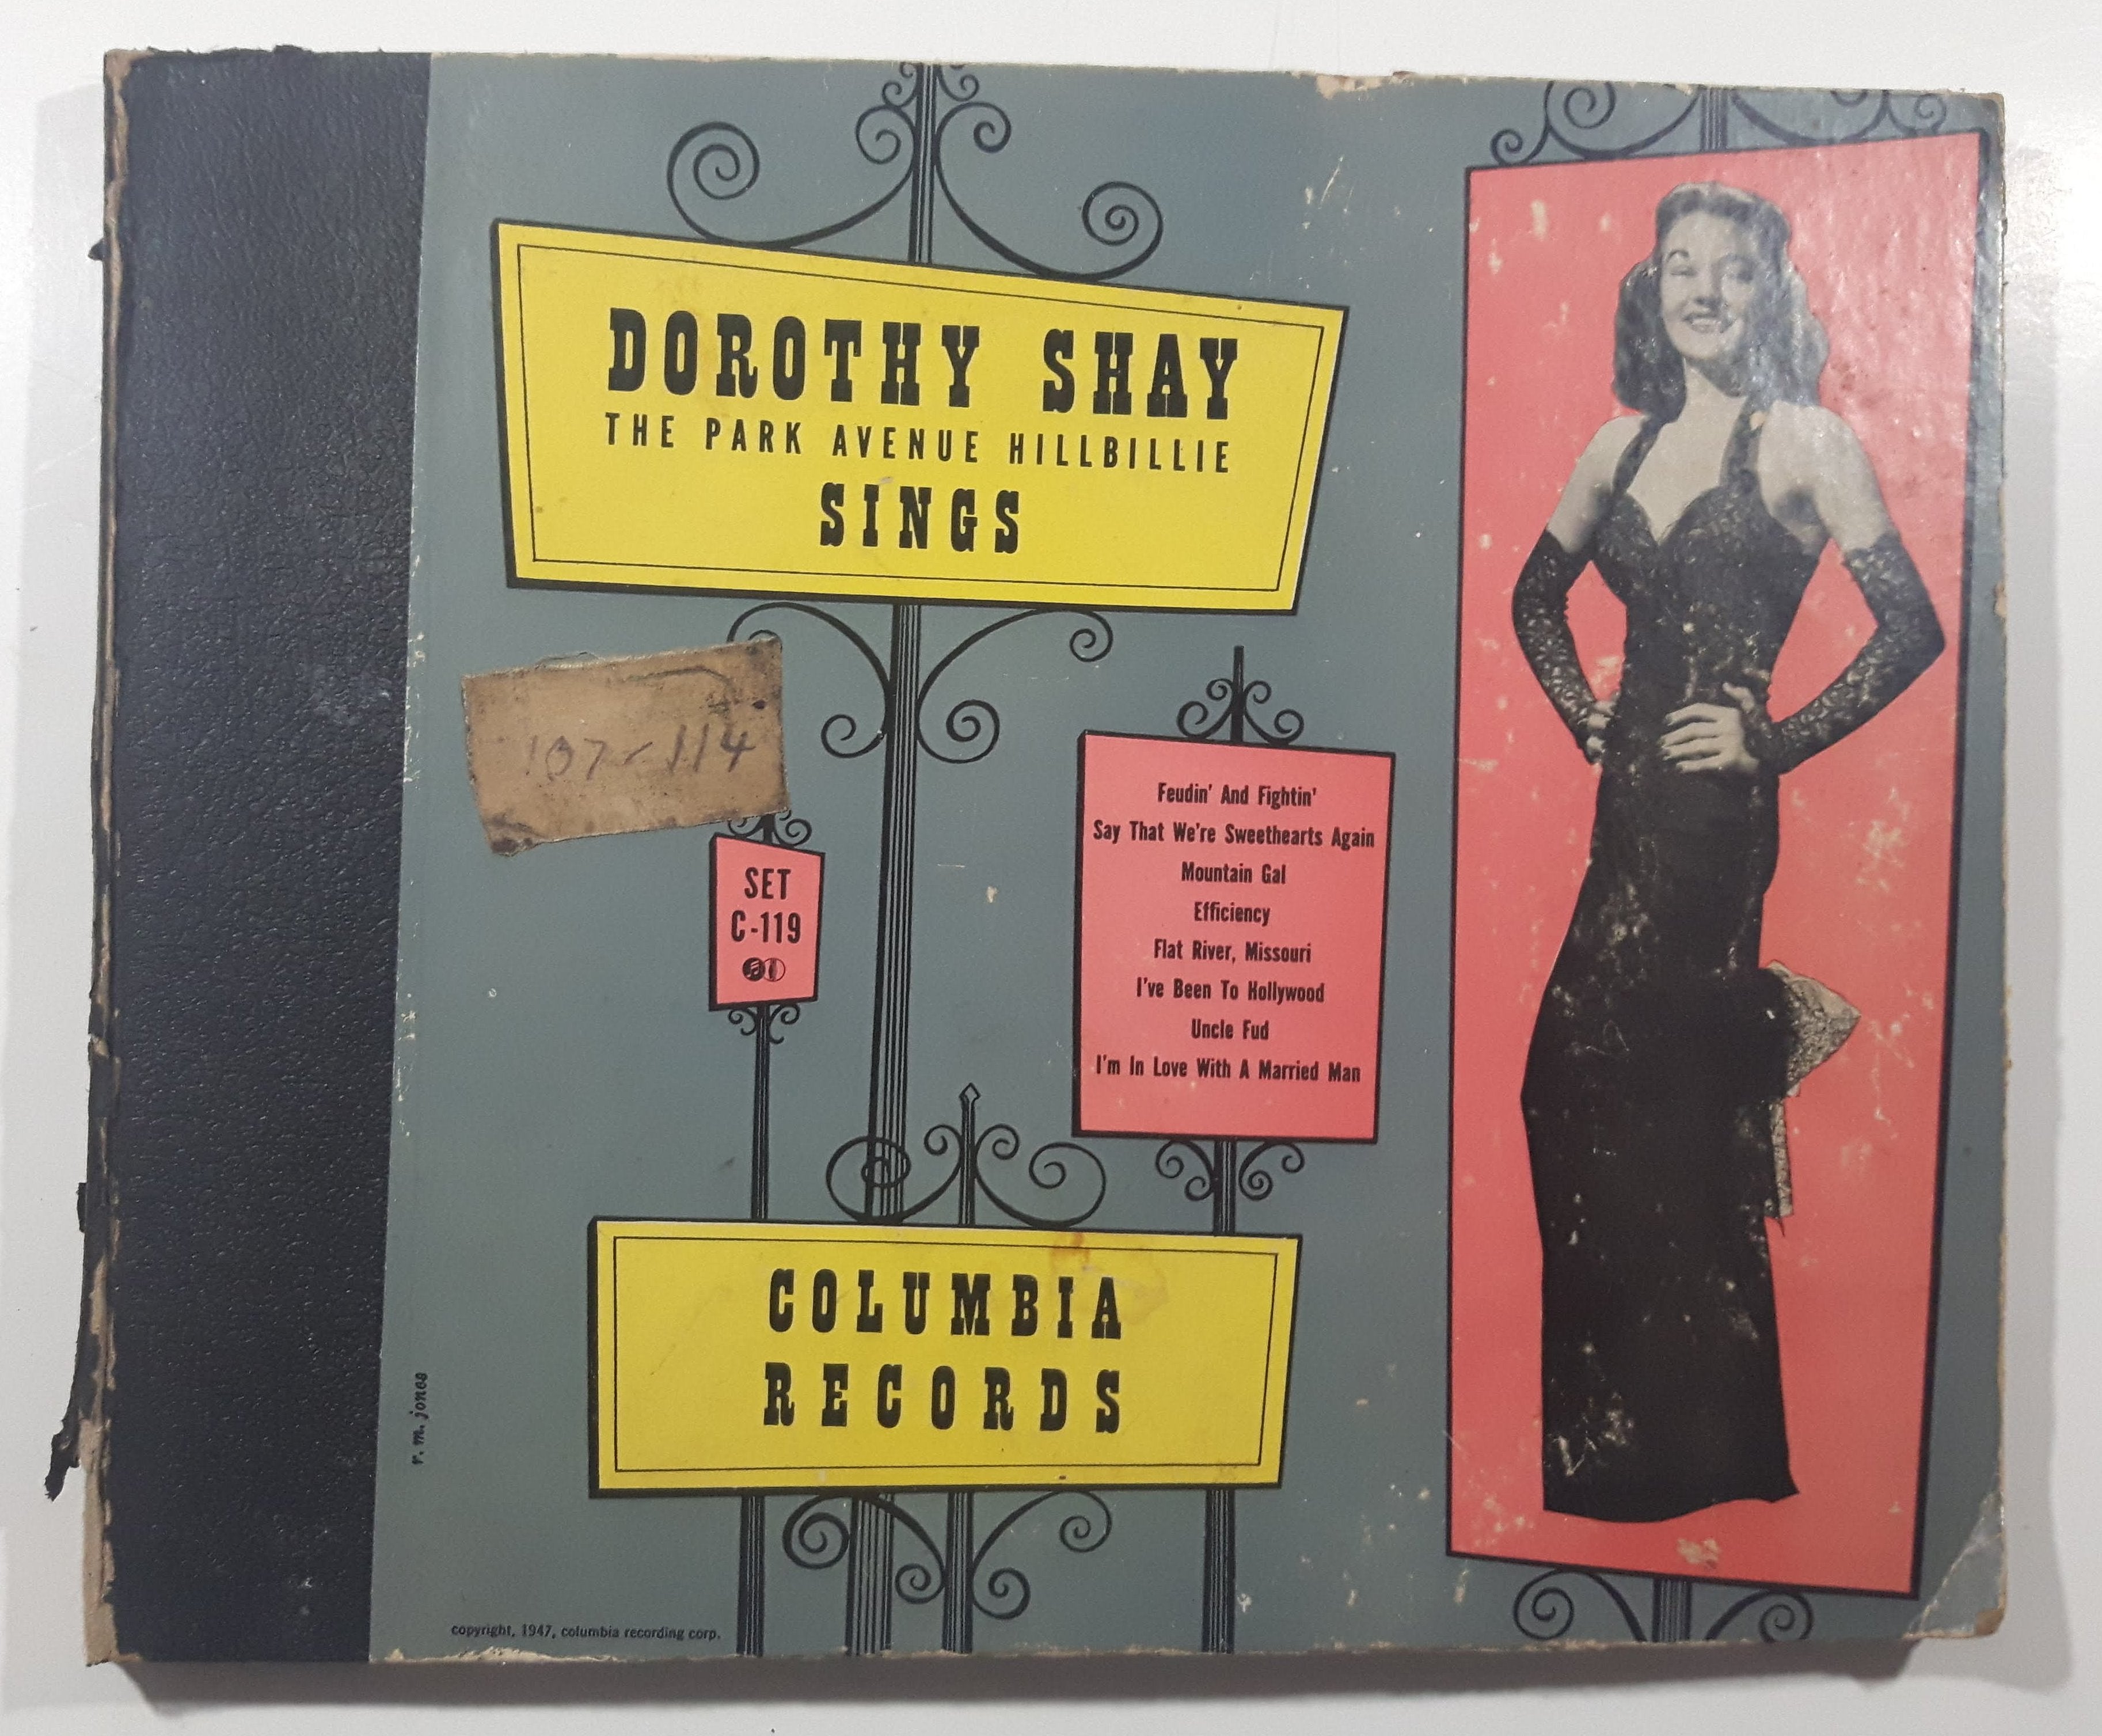 DOROTHY SHAY
THE PARK AVENUE HILLBILLIE
SINGS
107-114
SET
C-119
Feudin' And Fightin'
Say That We're Sweethearts Again
Mountain Gal
Efficiency
Flat River, Missouri
I've Been To Hollywood
Uncle Fud
I'm In Love With A Married Man
COLUMBIA
RECORDS
r. m. jones
copyright, 1947, columbia recording corp.